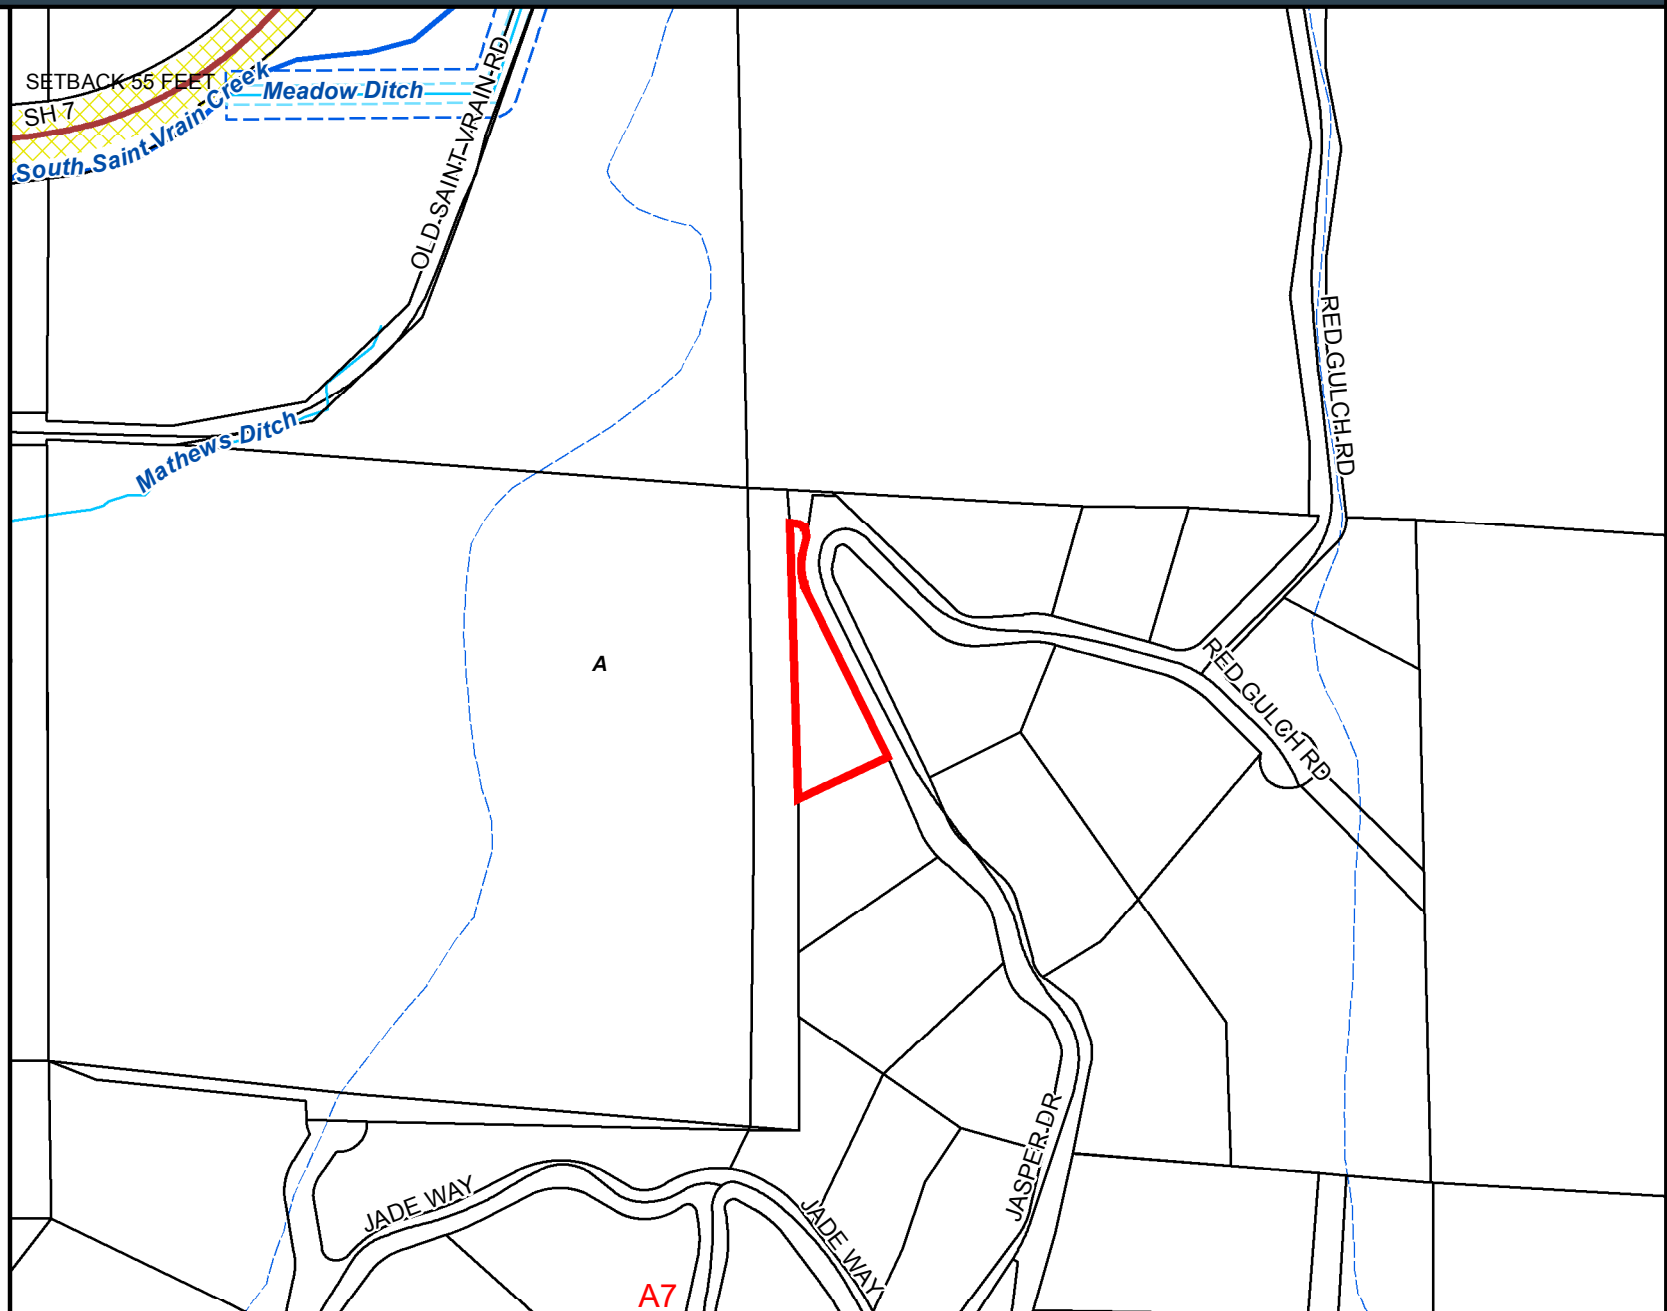 SETBACK 55 FEET
SH 7
South Saint Vrain Creek
Meadow Ditch
OLD SAINT VRAIN RD
RED GULCH RD
Mathews Ditch
A
RED GULCH RD
JASPER DR
JADE WAY
JADE WAY
A7